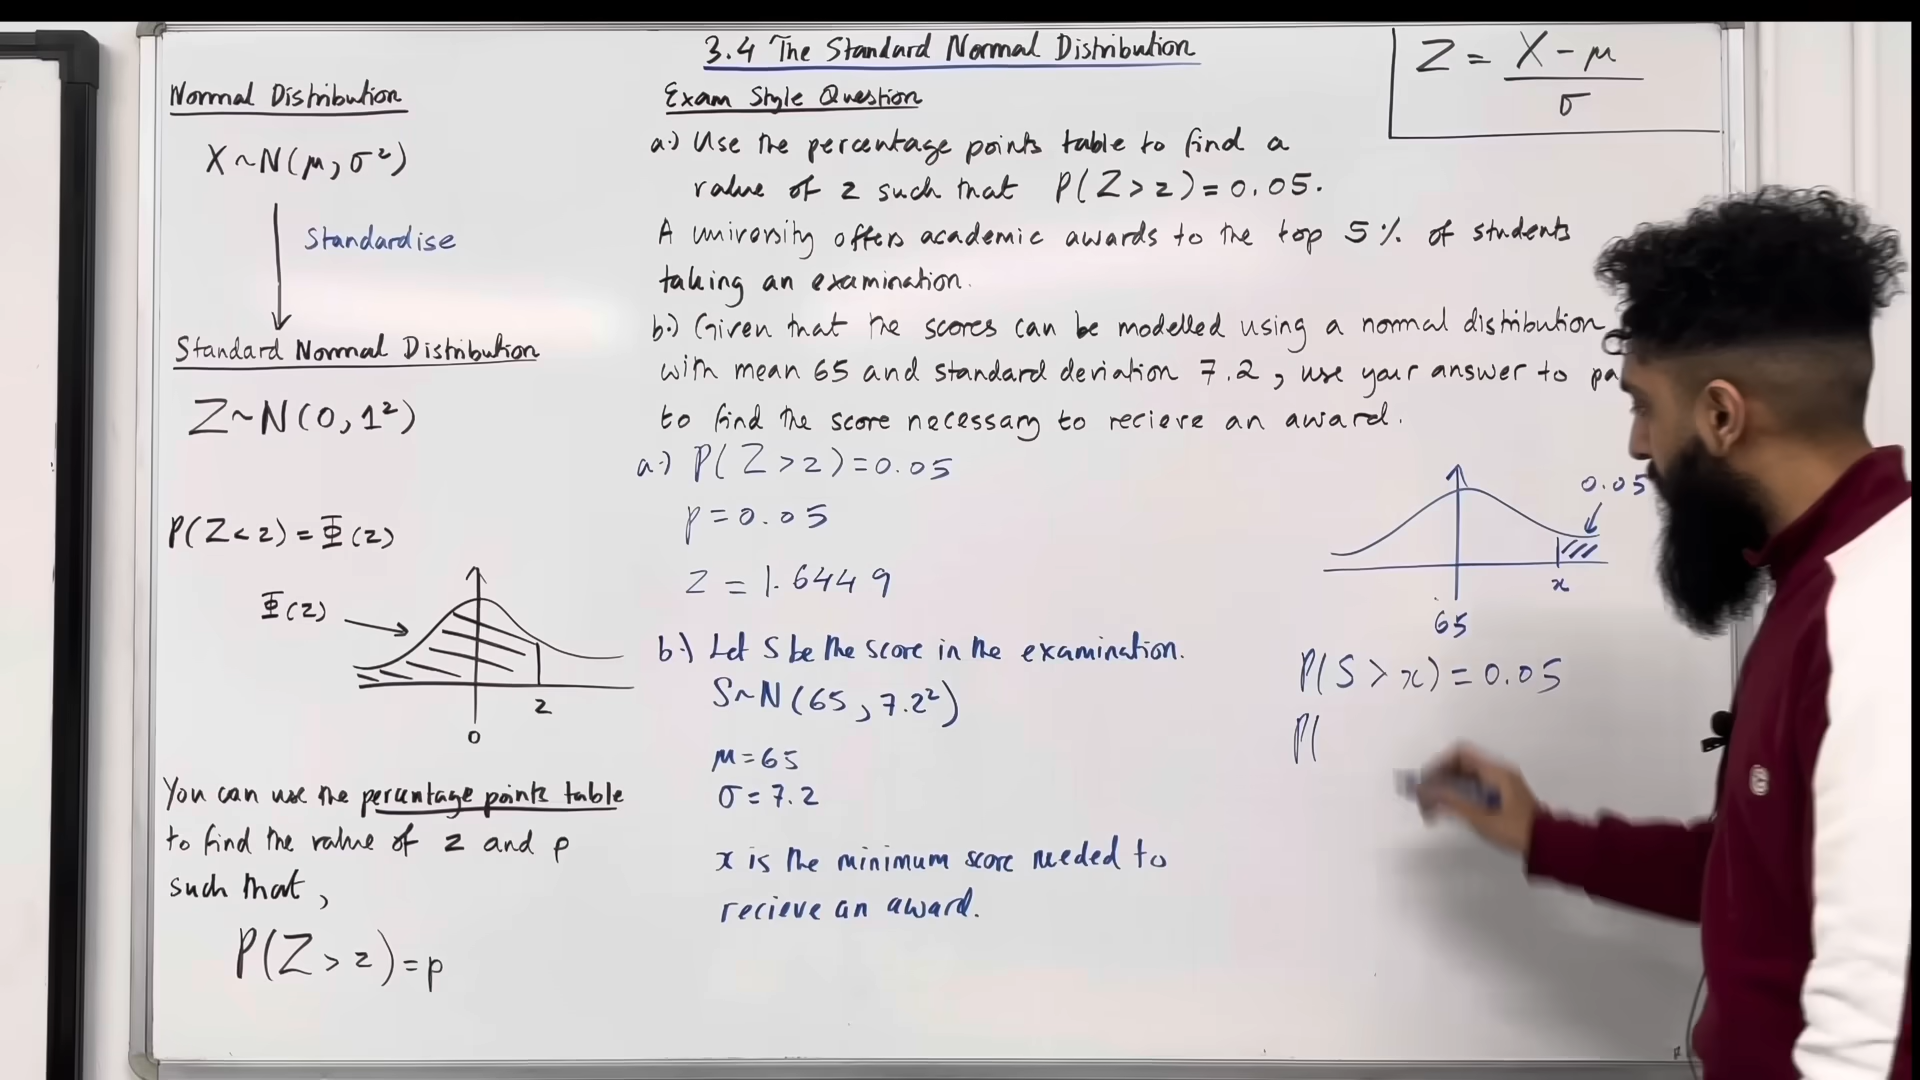 3.4 The Standard Normal Distribution
Z = X - μ
σ
Normal Distribution
X ~ N(μ, σ²)
Standardise
Standard Normal Distribution
Z ~ N(0, 1²)
P(Z < z) = Φ(z)
Φ(z)
z
0
You can use the percentage points table
to find the value of z and p
such that,
P(Z > z) = p
Exam Style Question
a.) Use the percentage points table to find a
value of z such that P(Z > z) = 0.05.
A university offers academic awards to the top 5% of students
taking an examination.
b.) Given that the scores can be modelled using a normal distribution
with mean 65 and standard deviation 7.2, use your answer to pa
to find the score necessary to recieve an award.
a.) P(Z > z) = 0.05
p = 0.05
z = 1.6449
b.) Let S be the score in the examination.
S ~ N(65, 7.2²)
μ = 65
σ = 7.2
x is the minimum score needed to
recieve an award.
0.05
x
65
P(S > x) = 0.05
P(